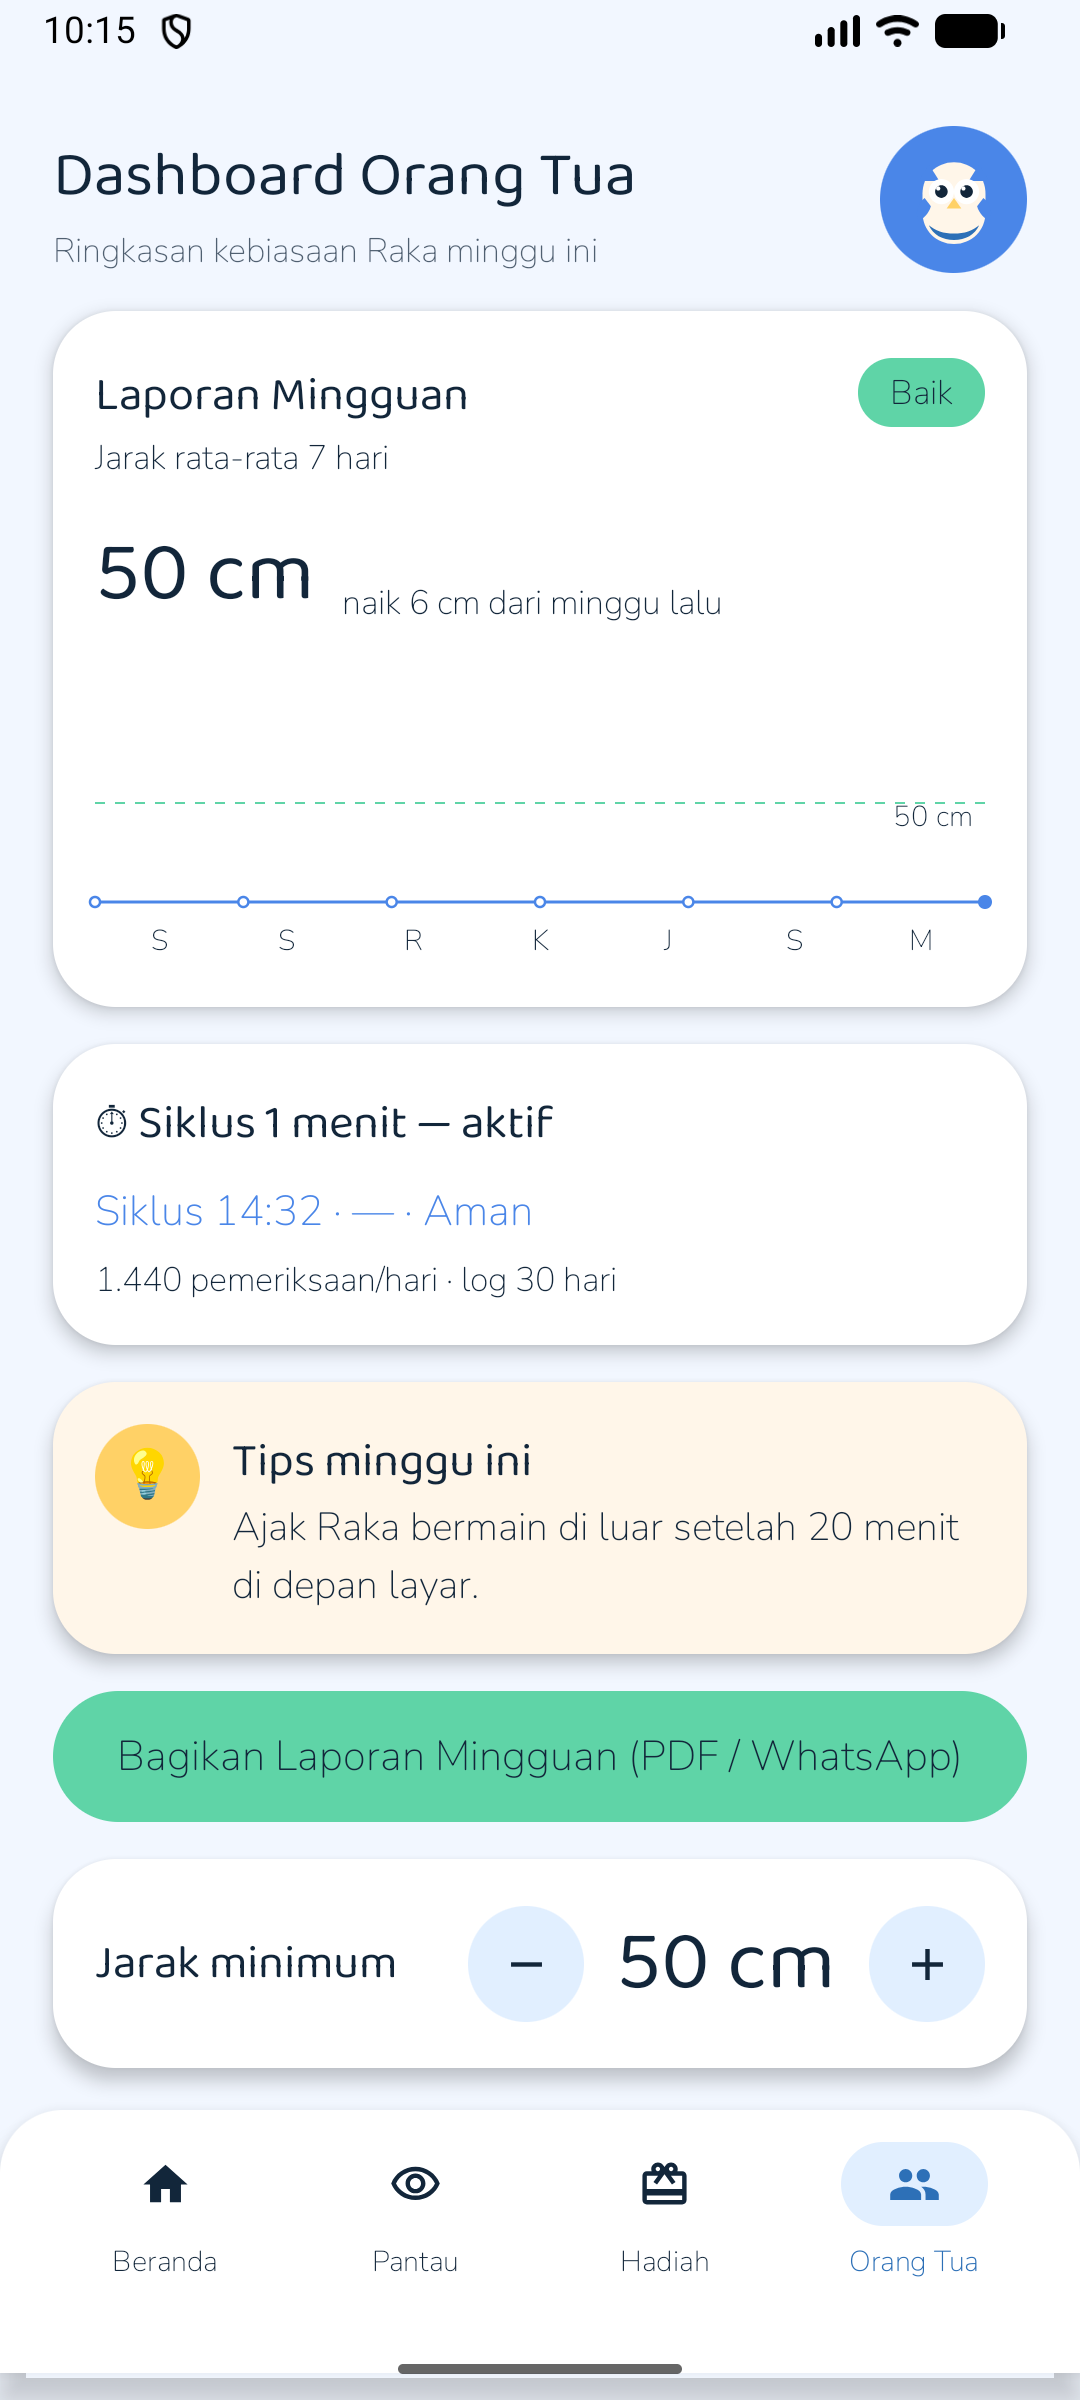 10:15
Dashboard Orang Tua
Ringkasan kebiasaan Raka minggu ini
Laporan Mingguan
Baik
Jarak rata-rata 7 hari
50 cm
naik 6 cm dari minggu lalu
50 cm
S S R K J S M
⏱ Siklus 1 menit — aktif
Siklus 14:32 · — · Aman
1.440 pemeriksaan/hari · log 30 hari
Tips minggu ini
Ajak Raka bermain di luar setelah 20 menit
di depan layar.
Bagikan Laporan Mingguan (PDF / WhatsApp)
Jarak minimum − 50 cm +
Beranda Pantau Hadiah Orang Tua